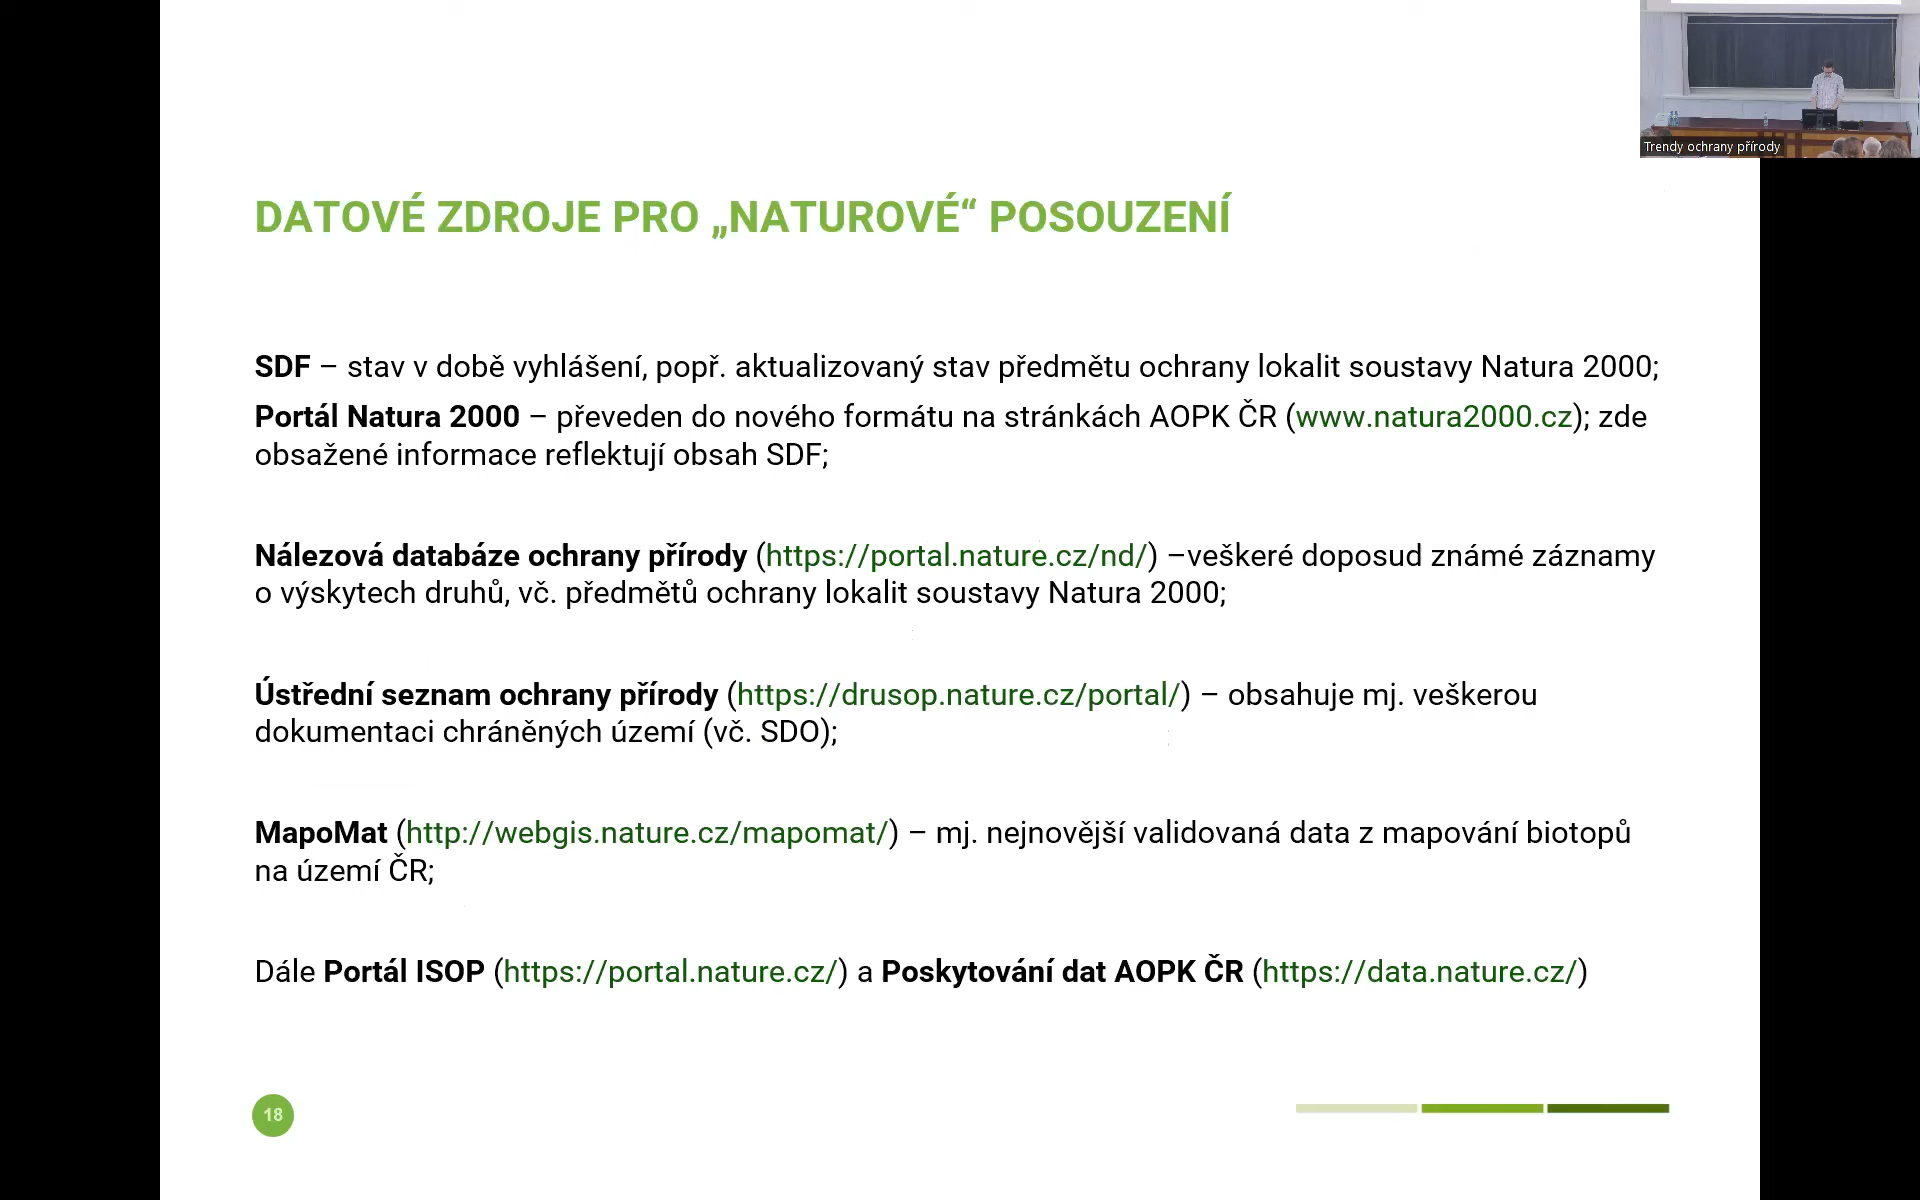 Trendy ochrany přírody
DATOVÉ ZDROJE PRO „NATUROVÉ“ POSOUZENÍ
SDF – stav v době vyhlášení, popř. aktualizovaný stav předmětu ochrany lokalit soustavy Natura 2000;
Portál Natura 2000 – převeden do nového formátu na stránkách AOPK ČR (www.natura2000.cz); zde
obsažené informace reflektují obsah SDF;
Nálezová databáze ochrany přírody (https://portal.nature.cz/nd/) –veškeré doposud známé záznamy
o výskytech druhů, vč. předmětů ochrany lokalit soustavy Natura 2000;
Ústřední seznam ochrany přírody (https://drusop.nature.cz/portal/) – obsahuje mj. veškerou
dokumentaci chráněných území (vč. SDO);
MapoMat (http://webgis.nature.cz/mapomat/) – mj. nejnovější validovaná data z mapování biotopů
na území ČR;
Dále Portál ISOP (https://portal.nature.cz/) a Poskytování dat AOPK ČR (https://data.nature.cz/)
18